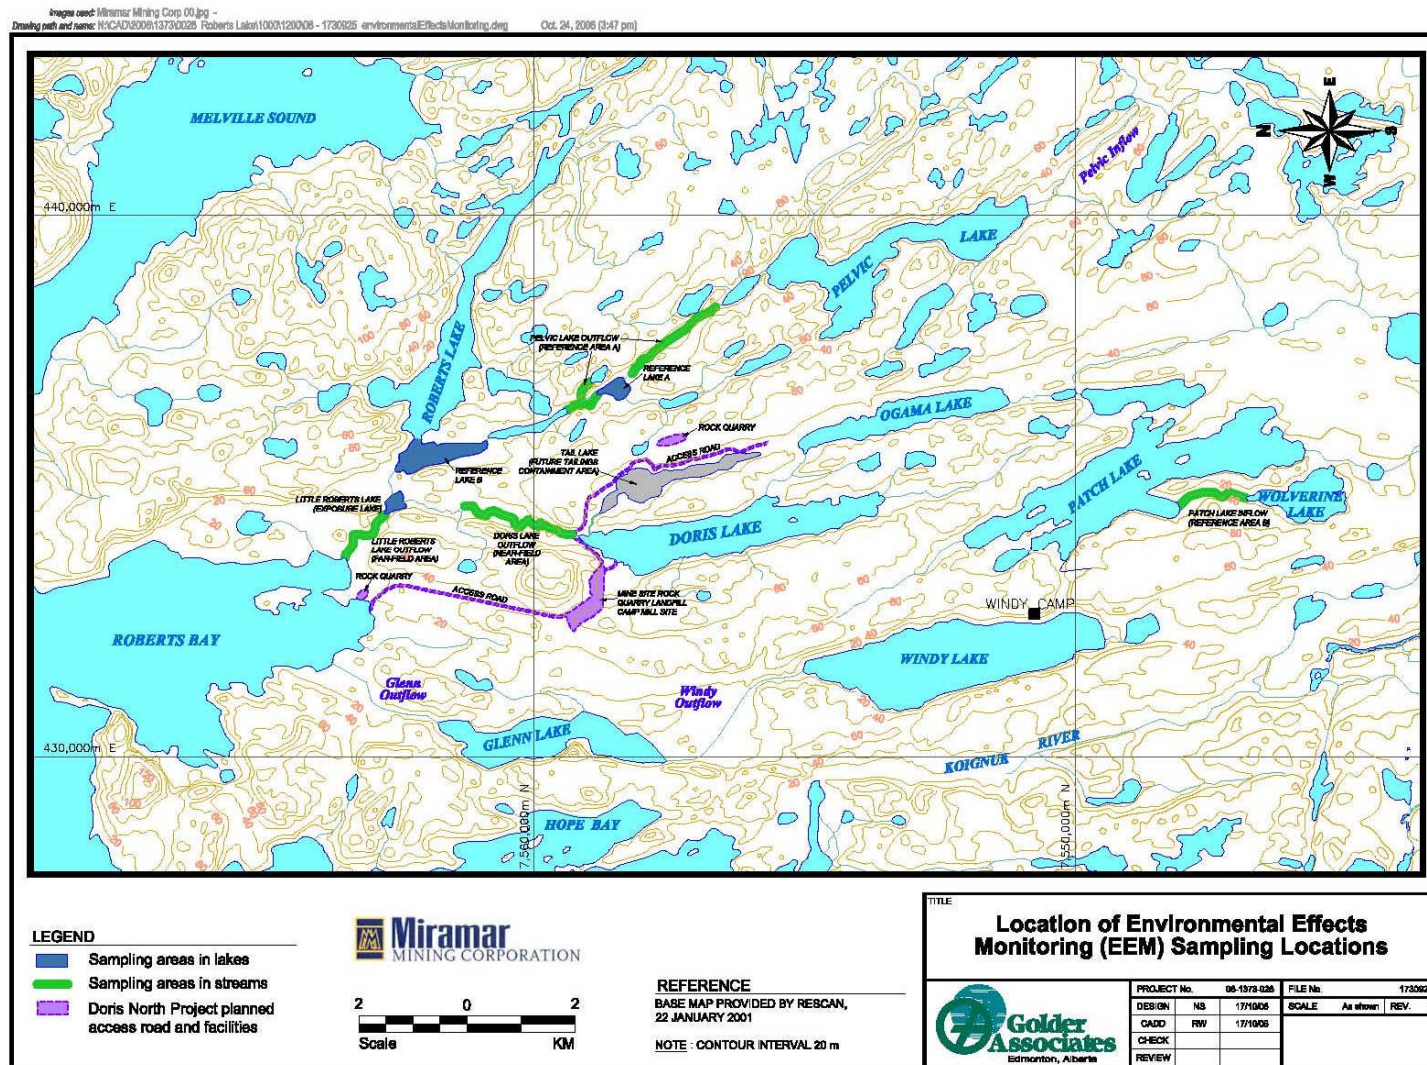 Images used: Miramar Mining Corp 00.jpg -
Oct. 24, 2006 (3:47 pm)
MELVILLE SOUND
E
N
S
W
Pelvic Inflow
440,000m E
LAKE
PELVIC
ROBERTS LAKE
PELVIC LAKE OUTFLOW
(REFERENCE AREA A)
REFERENCE
LAKE A
OGAMA LAKE
ROCK QUARRY
ACCESS ROAD
TAIL LAKE
(FUTURE TAILINGS
CONTAINMENT AREA)
REFERENCE
LAKE B
PATCH LAKE
LITTLE ROBERTS LAKE
(EXPOSURE LAKE)
WOLVERINE
LAKE
PATCH LAKE INFLOW
(REFERENCE AREA B)
DORIS LAKE
LITTLE ROBERTS
LAKE OUTFLOW
(FAR-FIELD AREA)
DORIS LAKE
OUTFLOW
(NEAR-FIELD
AREA)
ROCK QUARRY
ACCESS ROAD
MINE SITE ROCK
QUARRY LANDFILL
CAMP MILL SITE
WINDY CAMP
ROBERTS BAY
WINDY LAKE
Glenn
Outflow
Windy
Outflow
GLENN LAKE
RIVER
KOIGNUK
430,000m E
HOPE BAY
7,560,000m N
7,550,000m N
LEGEND
Sampling areas in lakes
Sampling areas in streams
Doris North Project planned
access road and facilities
Miramar
MINING CORPORATION
2 0 2
Scale KM
REFERENCE
BASE MAP PROVIDED BY RESCAN,
22 JANUARY 2001
NOTE : CONTOUR INTERVAL 20 m
TITLE
Location of Environmental Effects
Monitoring (EEM) Sampling Locations
Golder
Associates
Edmonton, Alberta
PROJECT No. 06-1373-026 FILE No. 173092
DESIGN NS 17/10/06 SCALE As shown REV.
CADD RW 17/10/06
CHECK
REVIEW